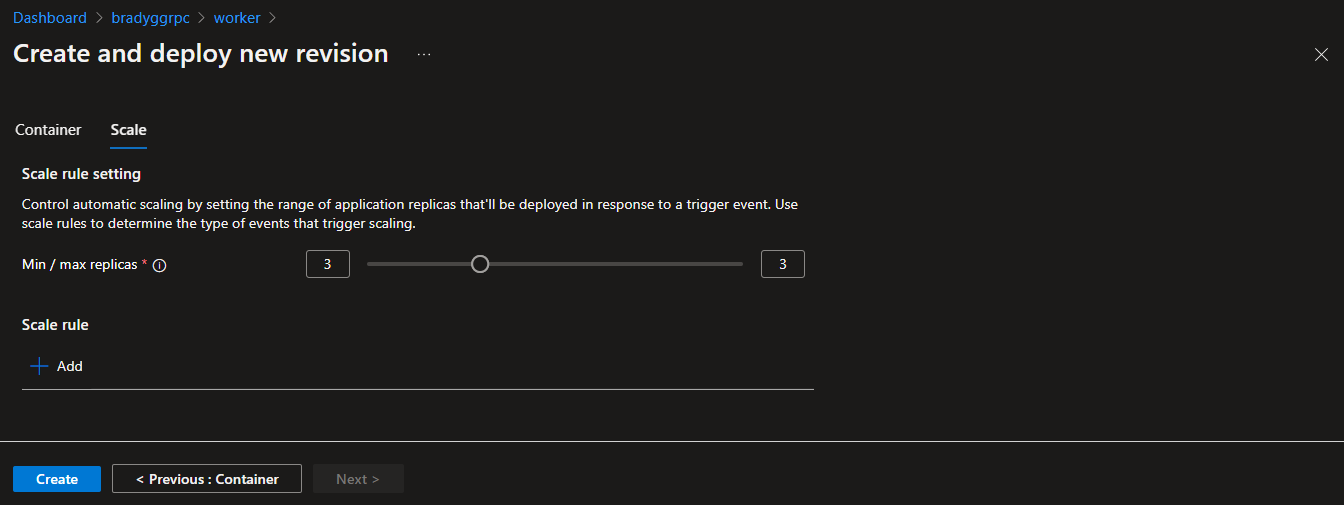 Dashboard > bradyggrpc > worker >
Create and deploy new revision ...
Container Scale
Scale rule setting
Control automatic scaling by setting the range of application replicas that'll be deployed in response to a trigger event. Use
scale rules to determine the type of events that trigger scaling.
Min / max replicas * 3 3
Scale rule
+ Add
Create < Previous : Container Next >